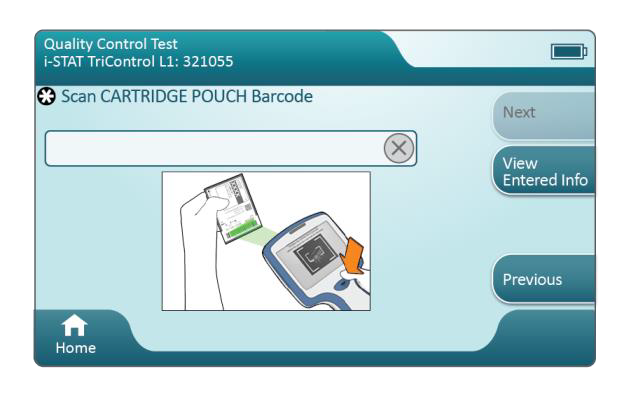 Quality Control Test
i-STAT TriControl L1: 321055
Scan CARTRIDGE POUCH Barcode
Next
View
Entered Info
Previous
Home